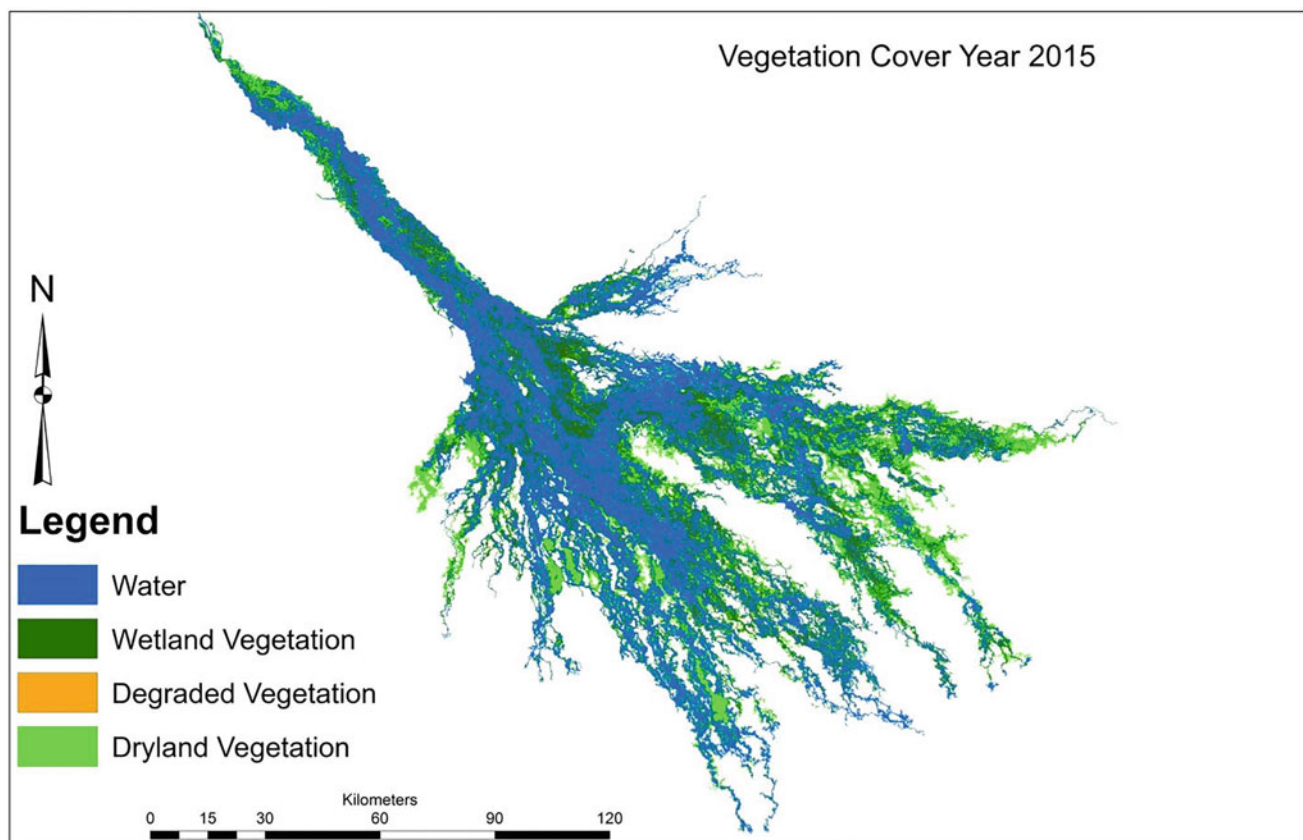 Vegetation Cover Year 2015
N
Legend
Water
Wetland Vegetation
Degraded Vegetation
Dryland Vegetation
Kilometers
0 15 30 60 90 120